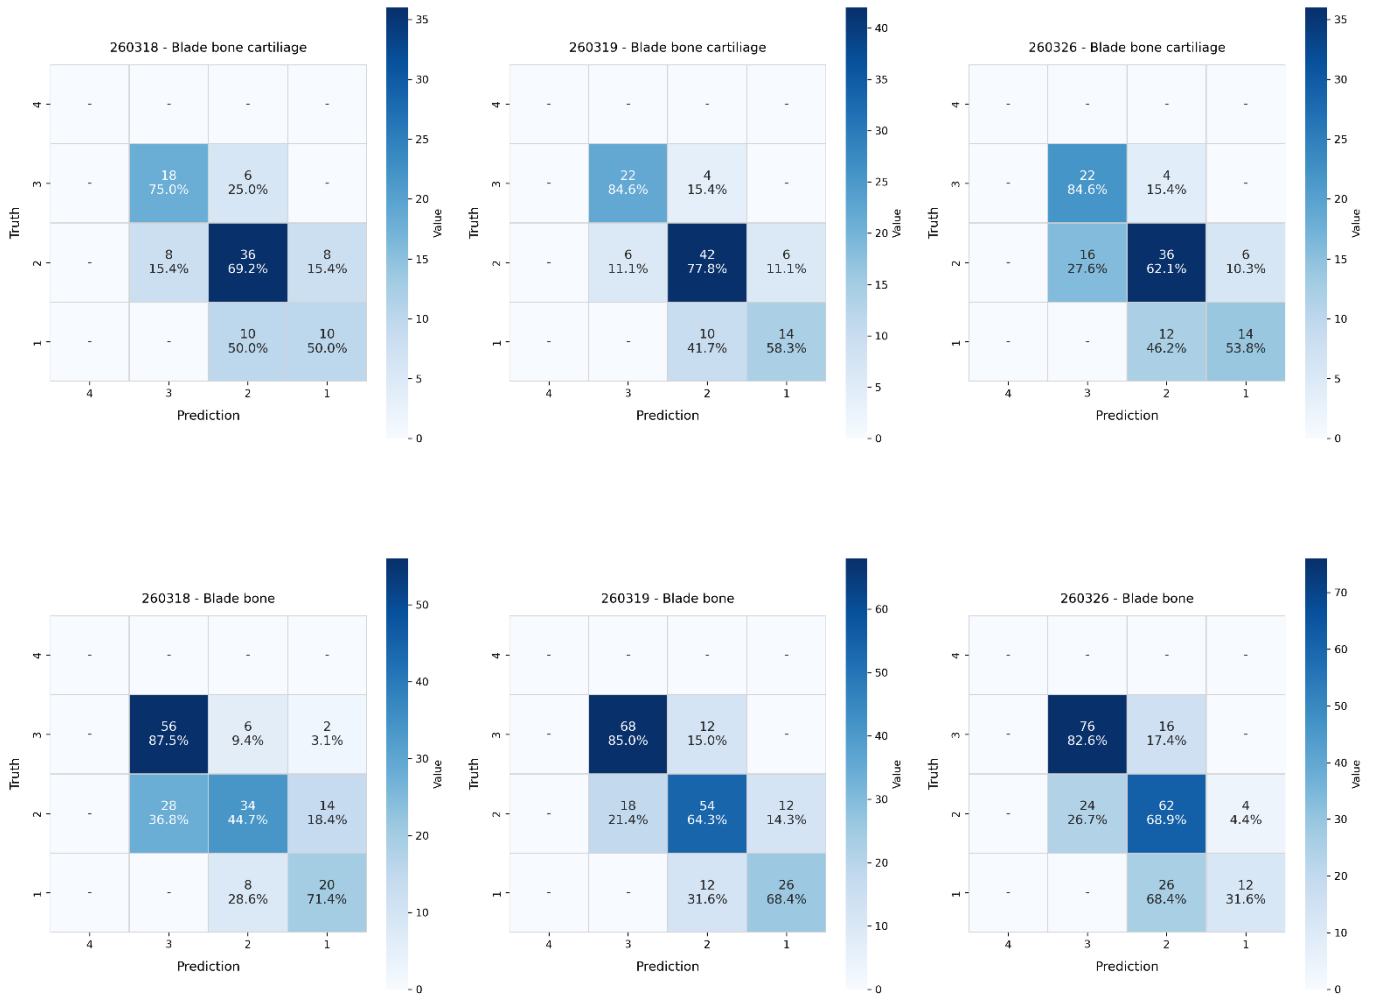 260318 - Blade bone cartiliage
4 - - - -
3 - 18 75.0% 6 25.0% -
2 - 8 15.4% 36 69.2% 8 15.4%
1 - - 10 50.0% 10 50.0%
4 3 2 1
Prediction
Truth
35
30
25
20
15
10
5
0
Value
260319 - Blade bone cartiliage
4 - - - -
3 - 22 84.6% 4 15.4% -
2 - 6 11.1% 42 77.8% 6 11.1%
1 - - 10 41.7% 14 58.3%
4 3 2 1
Prediction
Truth
40
35
30
25
20
15
10
5
0
Value
260326 - Blade bone cartiliage
4 - - - -
3 - 22 84.6% 4 15.4% -
2 - 16 27.6% 36 62.1% 6 10.3%
1 - - 12 46.2% 14 53.8%
4 3 2 1
Prediction
Truth
35
30
25
20
15
10
5
0
Value
260318 - Blade bone
4 - - - -
3 - 56 87.5% 6 9.4% 2 3.1%
2 - 28 36.8% 34 44.7% 14 18.4%
1 - - 8 28.6% 20 71.4%
4 3 2 1
Prediction
Truth
50
40
30
20
10
0
Value
260319 - Blade bone
4 - - - -
3 - 68 85.0% 12 15.0% -
2 - 18 21.4% 54 64.3% 12 14.3%
1 - - 12 31.6% 26 68.4%
4 3 2 1
Prediction
Truth
60
50
40
30
20
10
0
Value
260326 - Blade bone
4 - - - -
3 - 76 82.6% 16 17.4% -
2 - 24 26.7% 62 68.9% 4 4.4%
1 - - 26 68.4% 12 31.6%
4 3 2 1
Prediction
Truth
70
60
50
40
30
20
10
0
Value